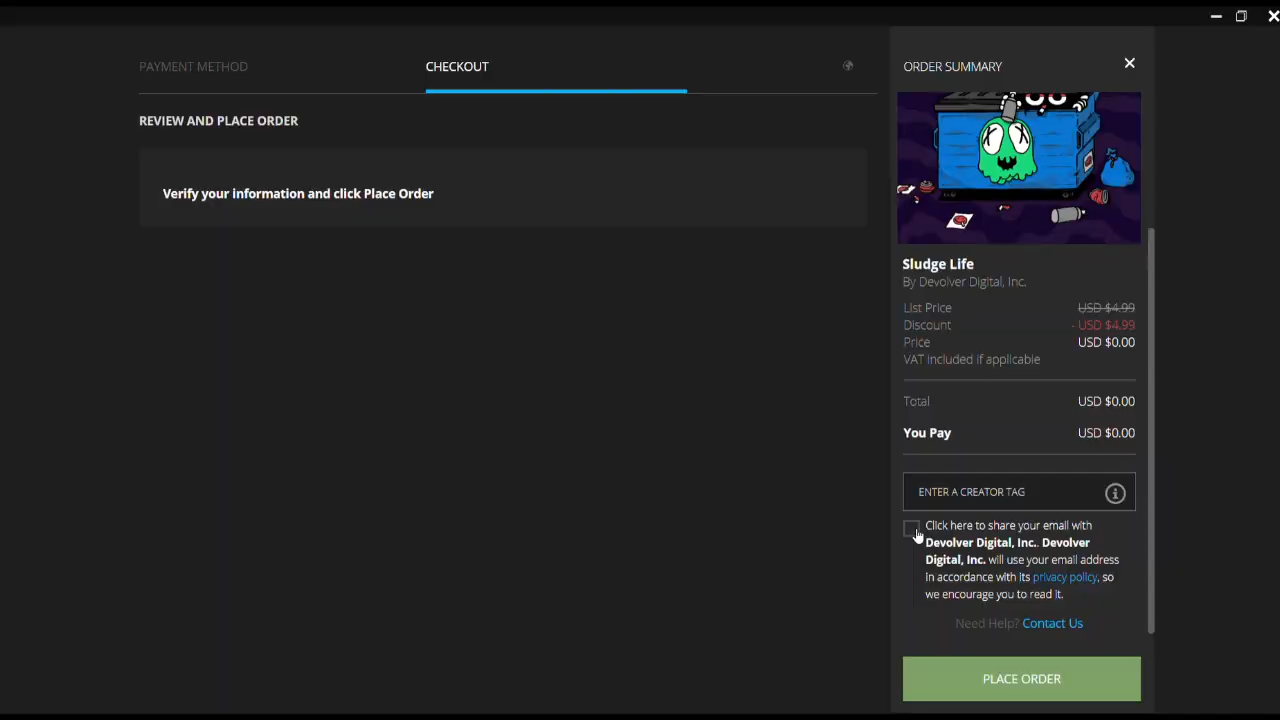 PAYMENT METHOD
CHECKOUT
REVIEW AND PLACE ORDER
Verify your information and click Place Order
ORDER SUMMARY
Sludge Life
By Devolver Digital, Inc.
List Price USD $4.99
Discount - USD $4.99
Price USD $0.00
VAT included if applicable
Total USD $0.00
You Pay USD $0.00
ENTER A CREATOR TAG
Click here to share your email with
Devolver Digital, Inc.. Devolver
Digital, Inc. will use your email address
in accordance with its privacy policy, so
we encourage you to read it.
Need Help? Contact Us
PLACE ORDER